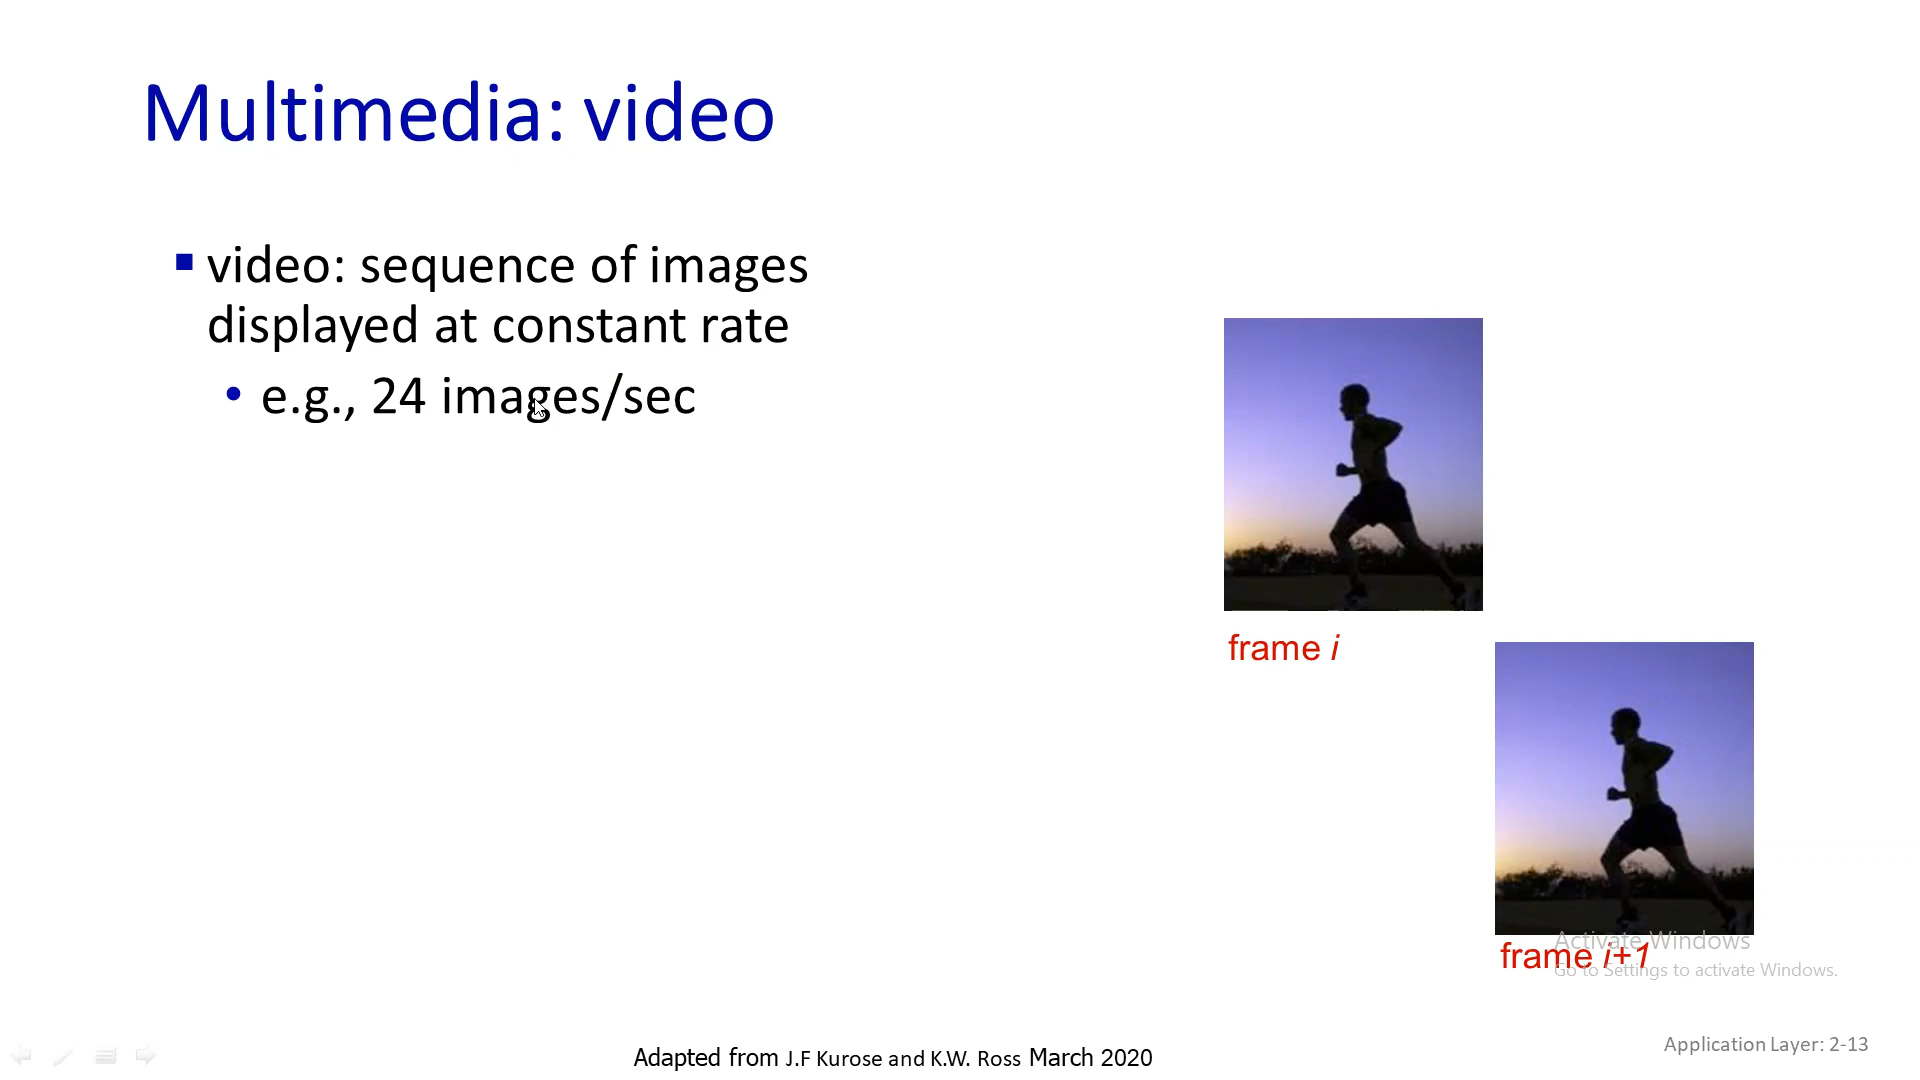 Multimedia: video
video: sequence of images
displayed at constant rate
e.g., 24 images/sec
frame i
frame i+1
Activate Windows
Go to Settings to activate Windows.
Adapted from J.F Kurose and K.W. Ross March 2020
Application Layer: 2-13